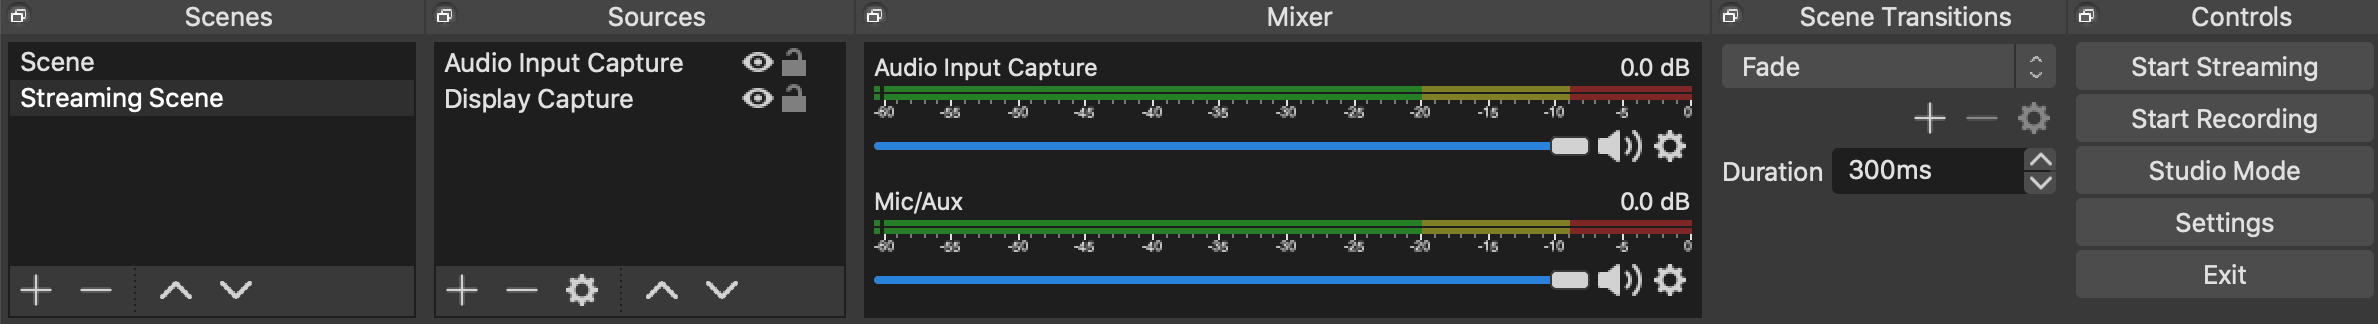 Scenes
Scene
Streaming Scene
Sources
Audio Input Capture
Display Capture
Mixer
Audio Input Capture 0.0 dB
-60 -55 -50 -45 -40 -35 -30 -25 -20 -15 -10 -5 0
Mic/Aux 0.0 dB
-60 -55 -50 -45 -40 -35 -30 -25 -20 -15 -10 -5 0
Scene Transitions
Fade
Duration 300ms
Controls
Start Streaming
Start Recording
Studio Mode
Settings
Exit